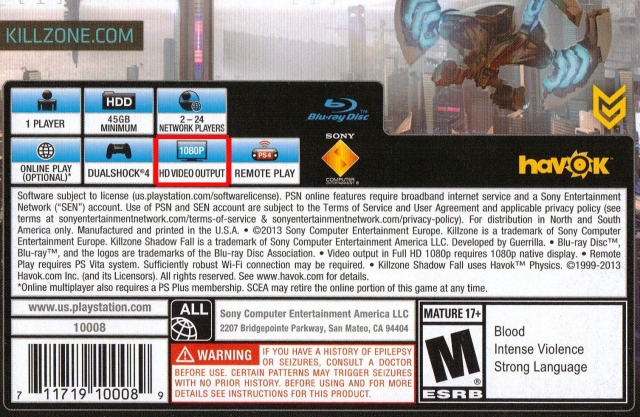 KILLZONE.COM
1 PLAYER
HDD
45GB
MINIMUM
2 – 24
NETWORK PLAYERS
Blu-ray Disc™
ONLINE PLAY
(OPTIONAL)*
DUALSHOCK®4
1080P
HD VIDEO OUTPUT
PS4
REMOTE PLAY
SONY
COMPUTER
ENTERTAINMENT®
havok™
Software subject to license (us.playstation.com/softwarelicense). PSN online features require broadband internet service and a Sony Entertainment
Network (“SEN”) account. Use of PSN and SEN account are subject to the Terms of Service and User Agreement and applicable privacy policy (see
terms at sonyentertainmentnetwork.com/terms-of-service & sonyentertainmentnetwork.com/privacy-policy). For distribution in North and South
America only. Manufactured and printed in the U.S.A. • ©2013 Sony Computer Entertainment Europe. Killzone is a trademark of Sony Computer
Entertainment Europe. Killzone Shadow Fall is a trademark of Sony Computer Entertainment America LLC. Developed by Guerrilla. • Blu-ray Disc™,
Blu-ray™, and the logos are trademarks of the Blu-ray Disc Association. • Video output in Full HD 1080p requires 1080p native display. • Remote
Play requires PS Vita system. Sufficiently robust Wi-Fi connection may be required. • Killzone Shadow Fall uses Havok™ Physics. ©1999-2013
Havok.com Inc. (and its Licensors). All rights reserved. See www.havok.com for details.
*Online multiplayer also requires a PS Plus membership. SCEA may retire the online portion of this game at any time.
www.us.playstation.com
10008
7 11719 10008 9
ALL
Sony Computer Entertainment America LLC
2207 Bridgepointe Parkway, San Mateo, CA 94404
WARNING IF YOU HAVE A HISTORY OF EPILEPSY
OR SEIZURES, CONSULT A DOCTOR
BEFORE USE. CERTAIN PATTERNS MAY TRIGGER SEIZURES
WITH NO PRIOR HISTORY. BEFORE USING AND FOR MORE
DETAILS SEE INSTRUCTIONS FOR THIS PRODUCT.
MATURE 17+
M
ESRB
Blood
Intense Violence
Strong Language